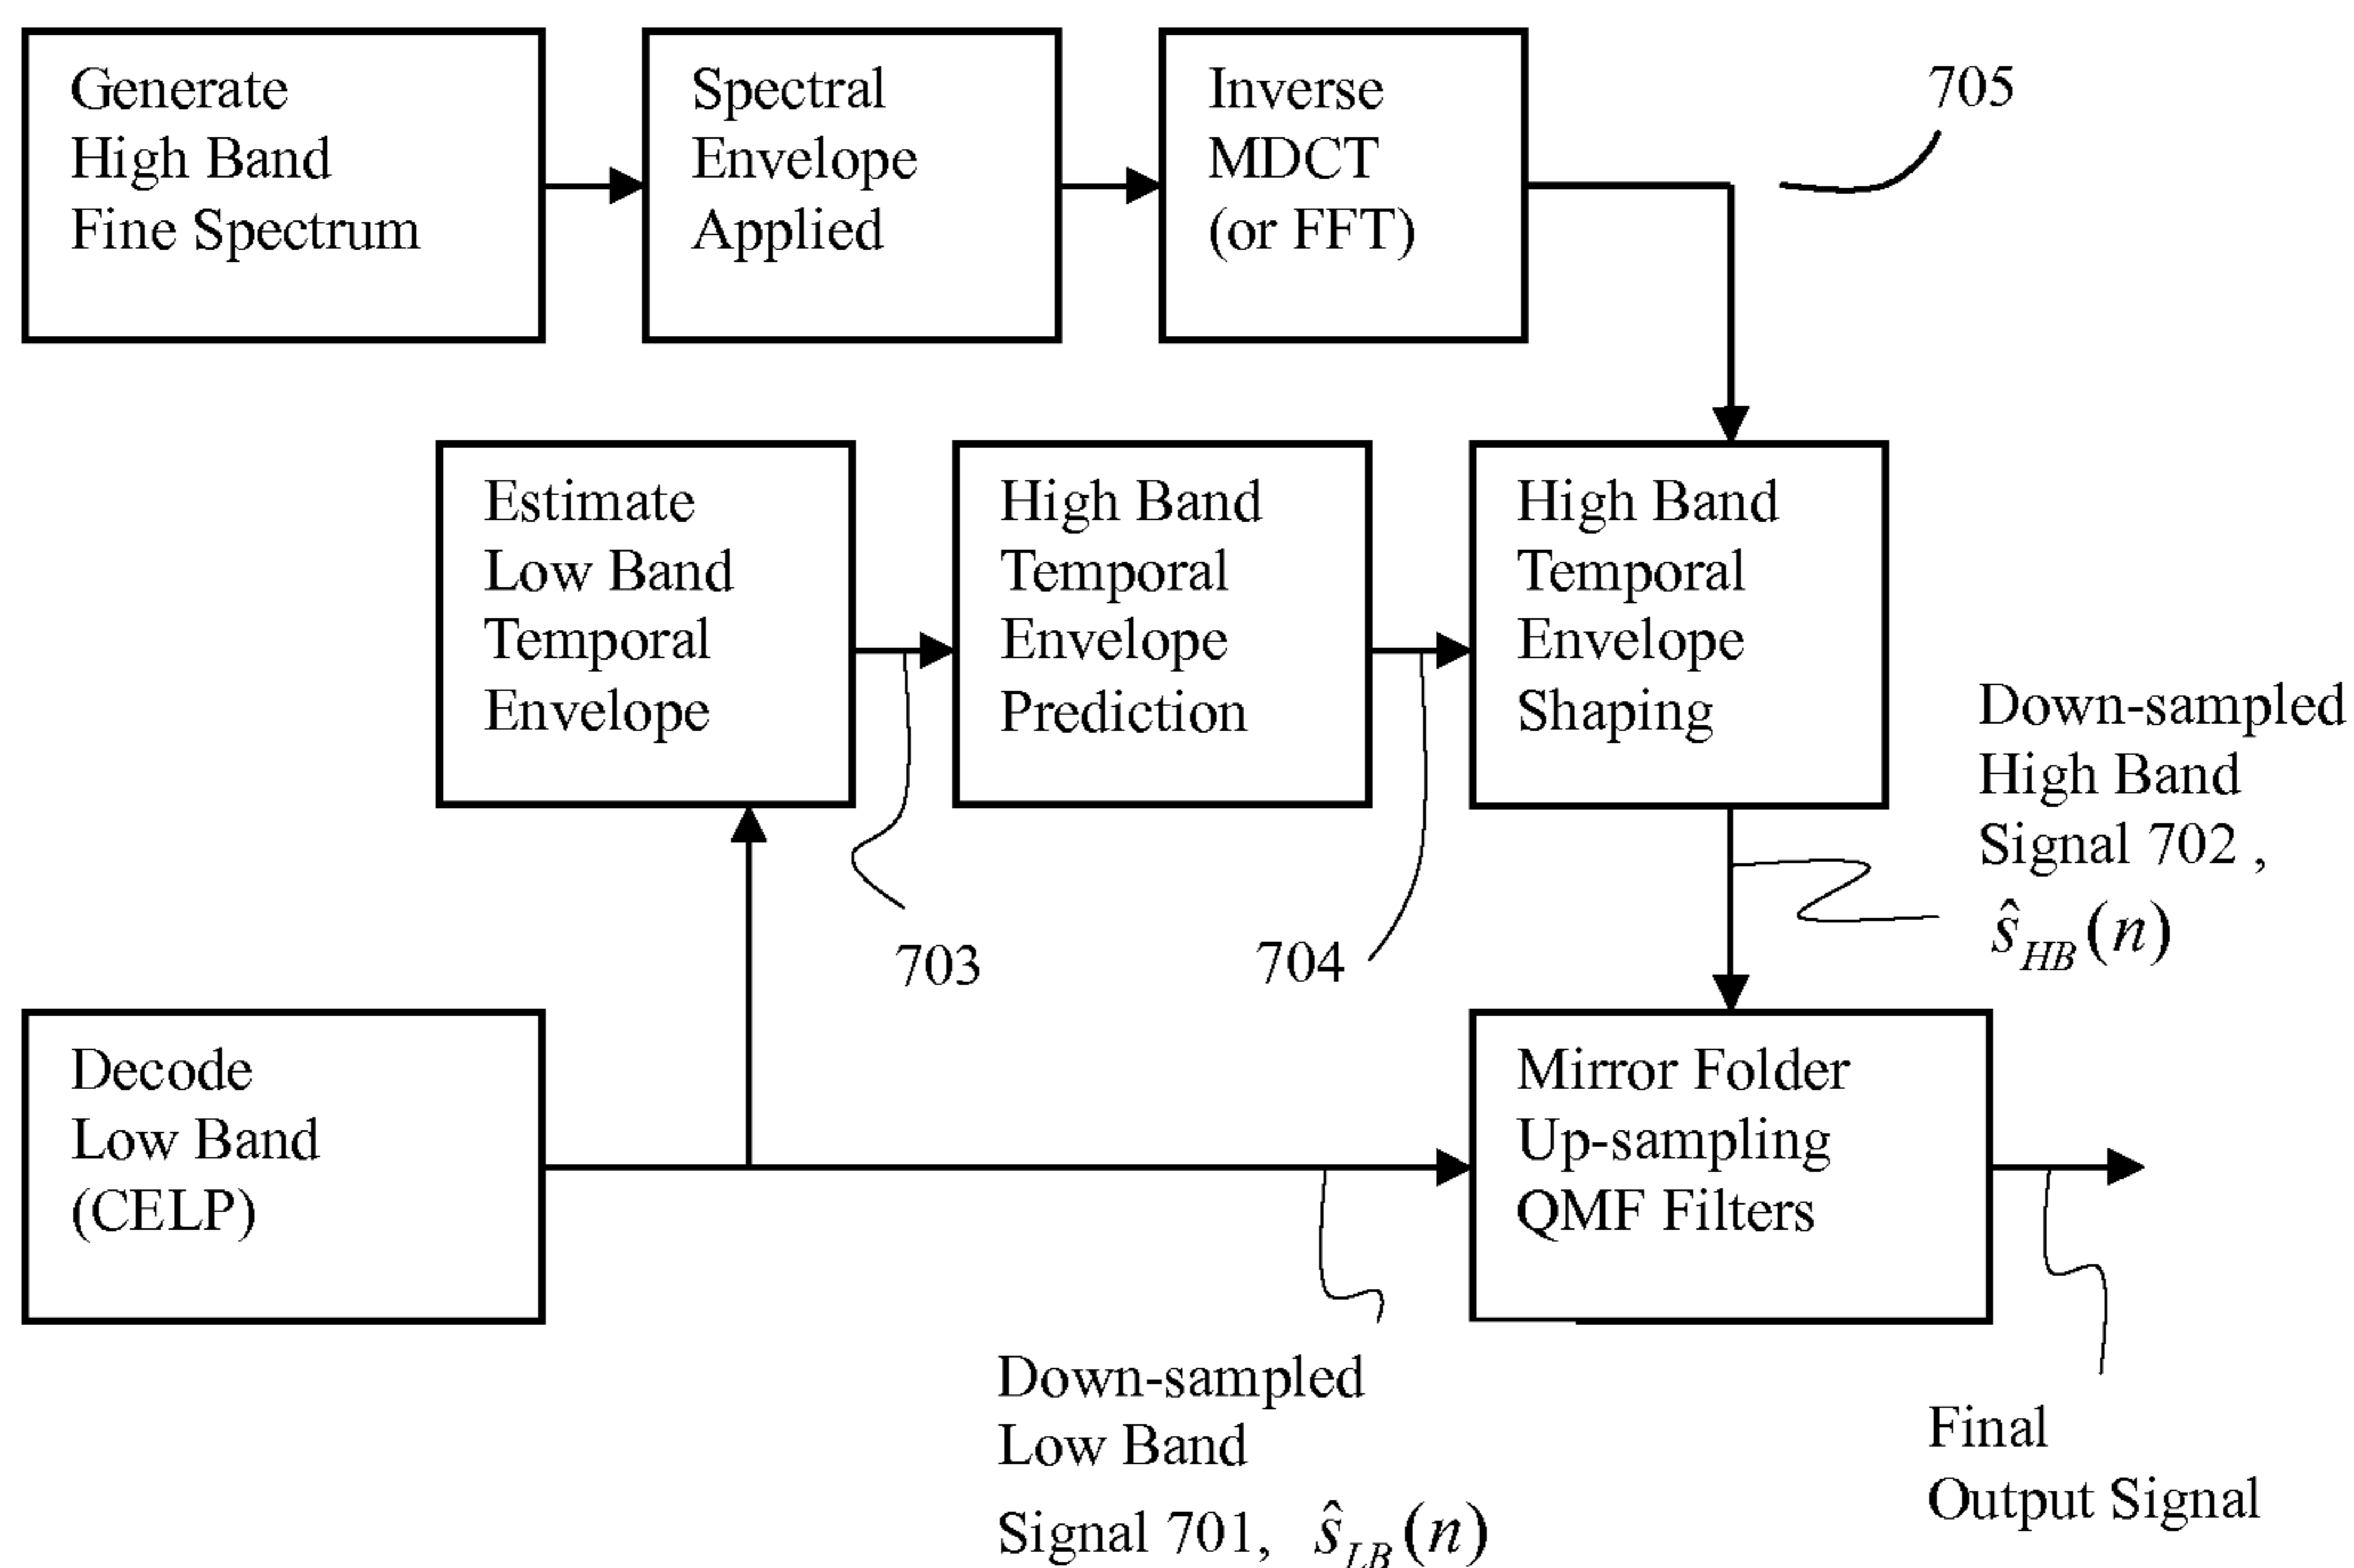 Generate
High Band
Fine Spectrum
Spectral
Envelope
Applied
Inverse
MDCT
(or FFT)
705
Estimate
Low Band
Temporal
Envelope
High Band
Temporal
Envelope
Prediction
High Band
Temporal
Envelope
Shaping
Down-sampled
High Band
Signal 702 ,
ŝ_HB(n)
703
704
Decode
Low Band
(CELP)
Mirror Folder
Up-sampling
QMF Filters
Down-sampled
Low Band
Signal 701, ŝ_LB(n)
Final
Output Signal